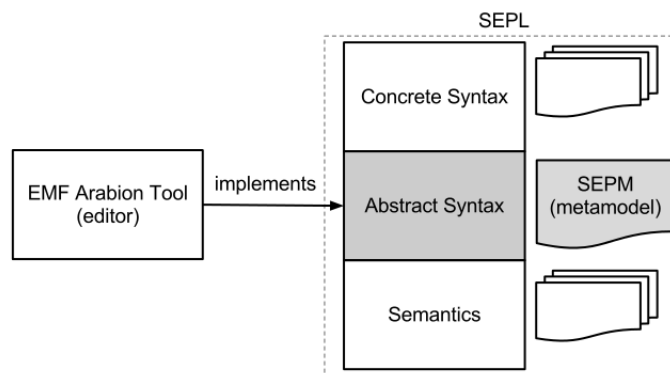 SEPL
Concrete Syntax
EMF Arabion Tool
(editor)
implements
Abstract Syntax
SEPM
(metamodel)
Semantics